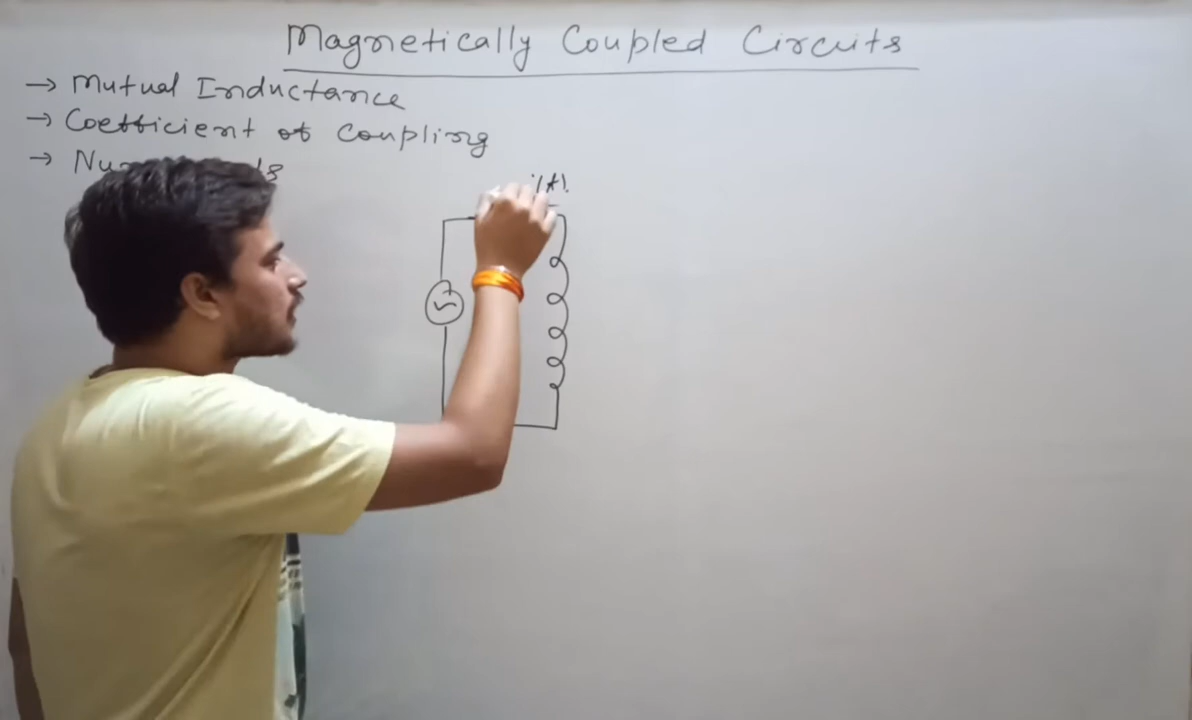 Magnetically Coupled Circuits
→ Mutual Inductance
→ Coefficient of Coupling
→
i(t).